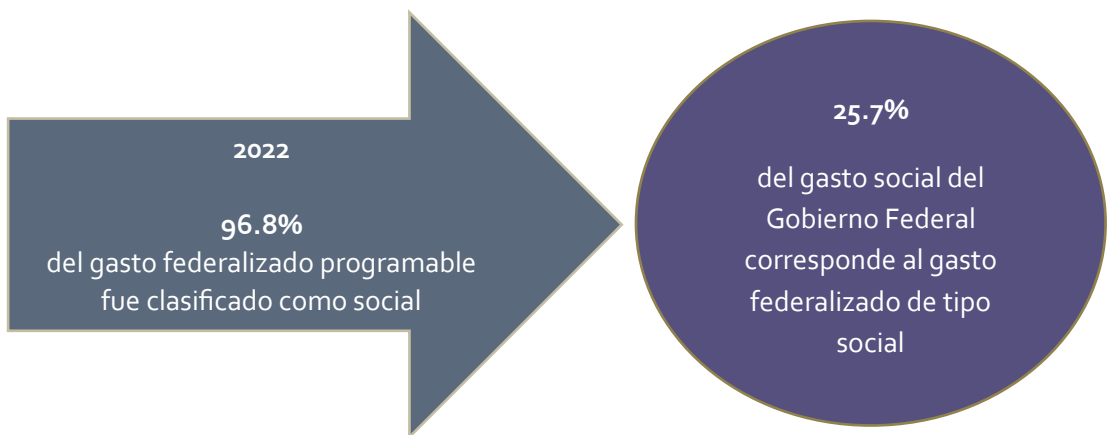 2022
96.8%
del gasto federalizado programable
fue clasificado como social
25.7%
del gasto social del
Gobierno Federal
corresponde al gasto
federalizado de tipo
social